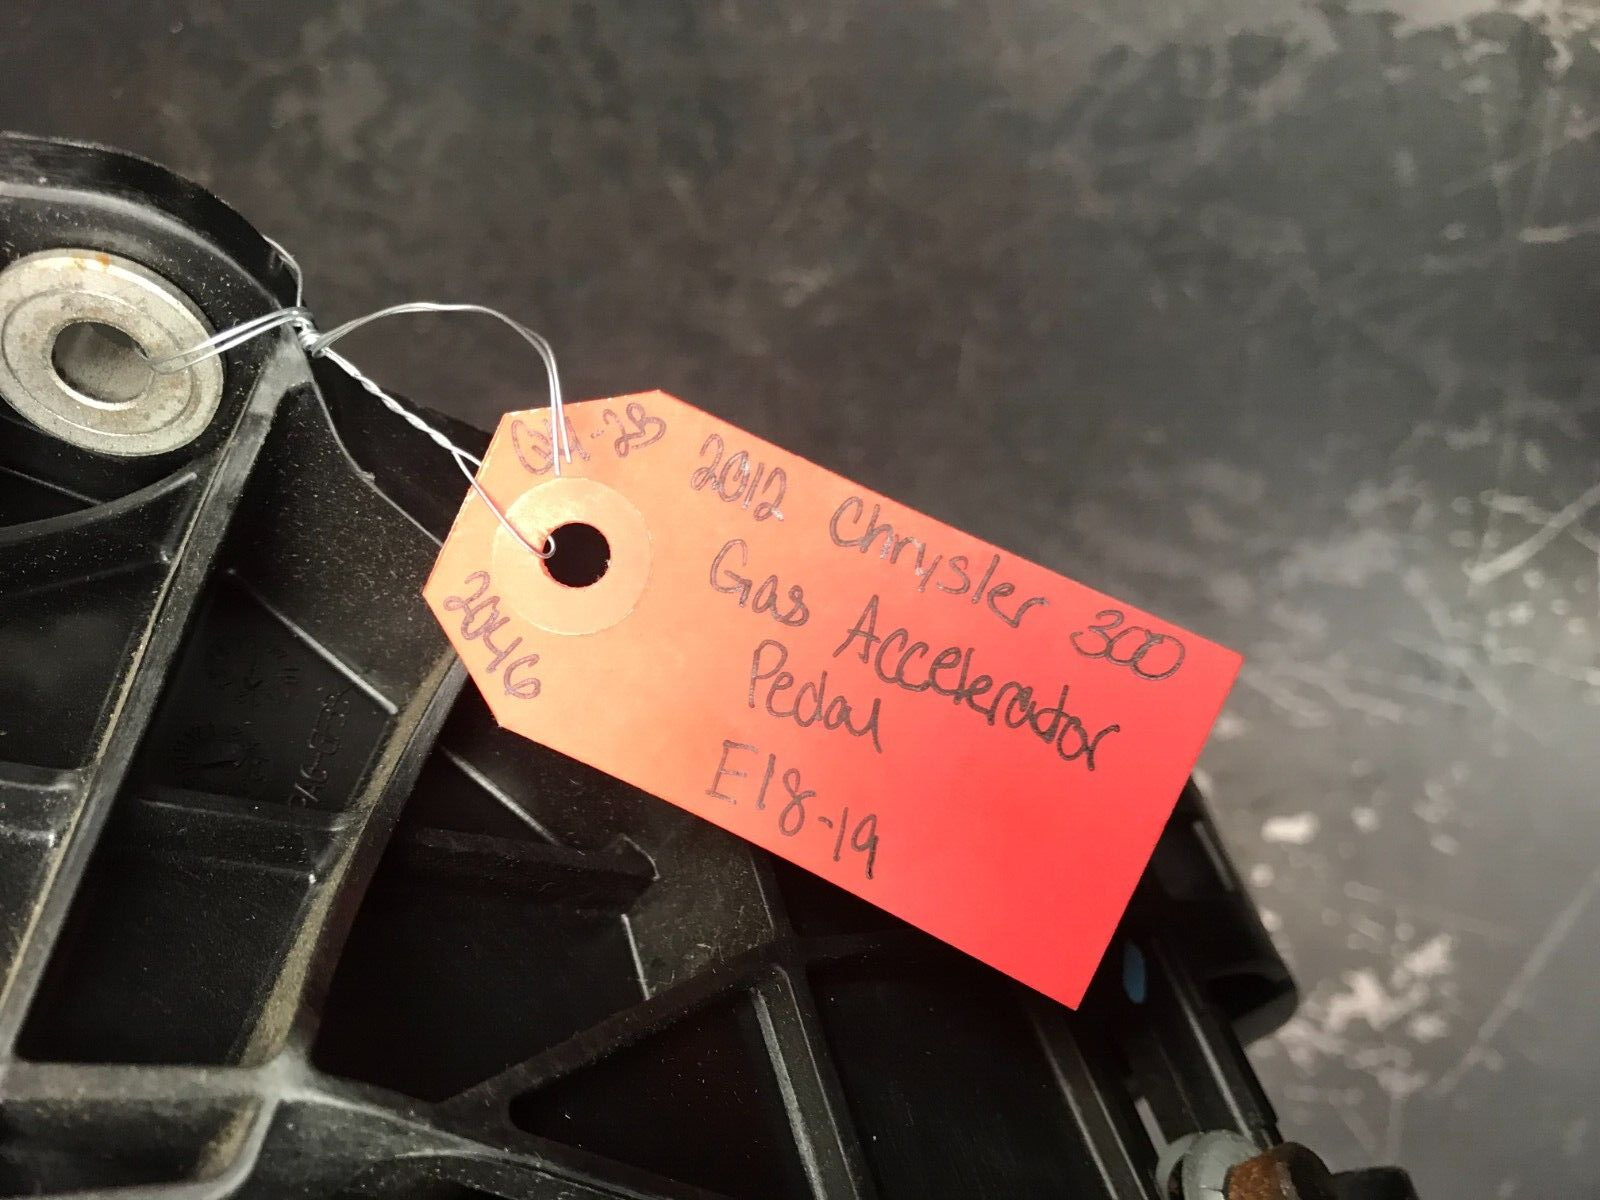 2012 Chrysler 300
Gas Accelerator
Pedal
E18-19
2046